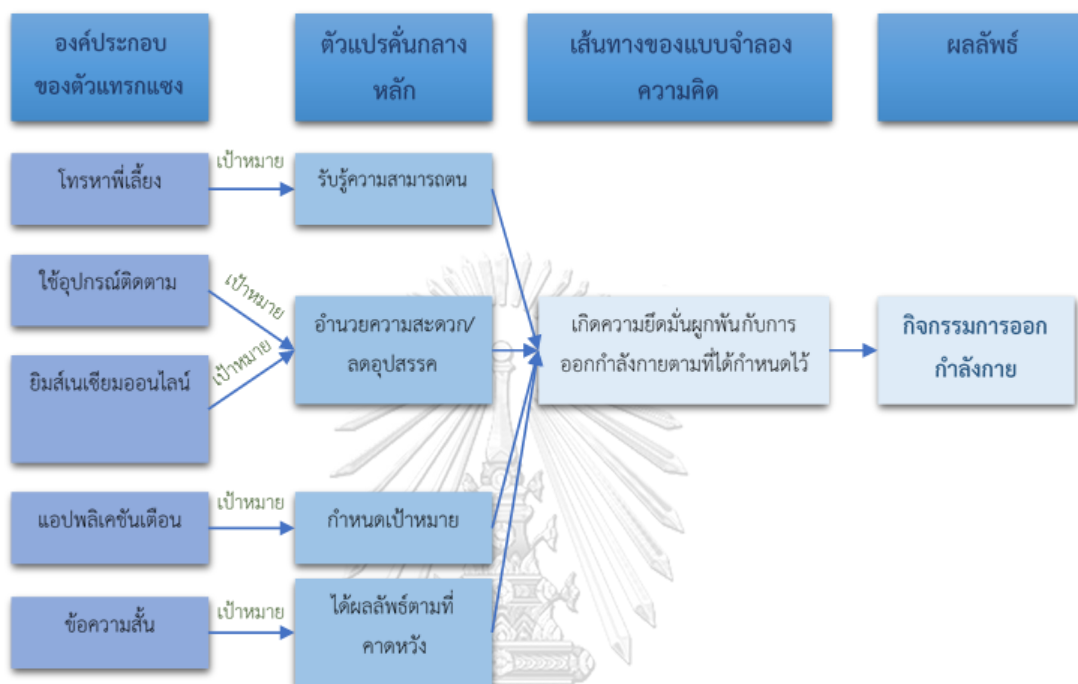 องค์ประกอบ
ของตัวแทรกแซง
ตัวแปรคั่นกลาง
หลัก
เส้นทางของแบบจำลอง
ความคิด
ผลลัพธ์
โทรหาพี่เลี้ยง
เป้าหมาย
รับรู้ความสามารถตน
ใช้อุปกรณ์ติดตาม
เป้าหมาย
ยิมส์เนเซียมออนไลน์
เป้าหมาย
อำนวยความสะดวก/
ลดอุปสรรค
เกิดความยึดมั่นผูกพันกับการ
ออกกำลังกายตามที่ได้กำหนดไว้
กิจกรรมการออก
กำลังกาย
แอปพลิเคชันเตือน
เป้าหมาย
กำหนดเป้าหมาย
ข้อความสั้น
เป้าหมาย
ได้ผลลัพธ์ตามที่
คาดหวัง